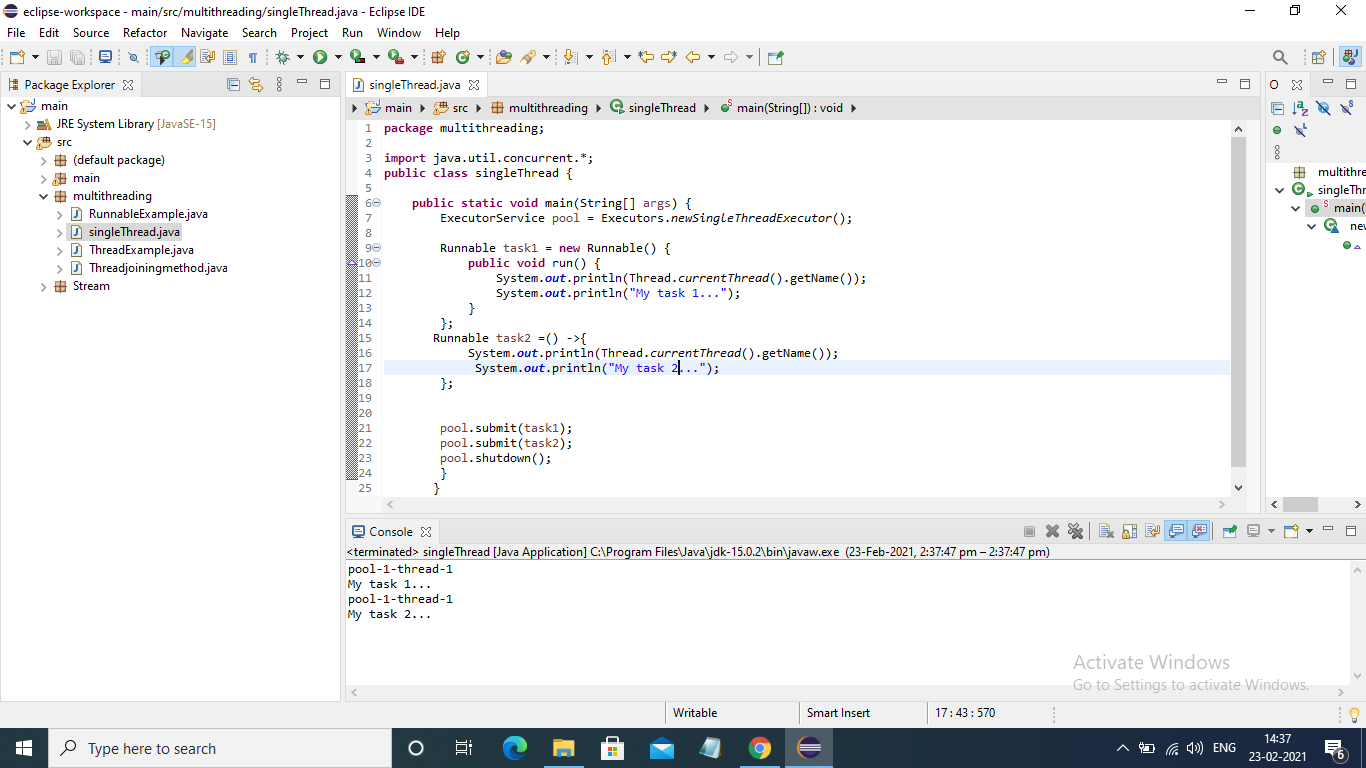 eclipse-workspace - main/src/multithreading/singleThread.java - Eclipse IDE
File Edit Source Refactor Navigate Search Project Run Window Help
Package Explorer
main
JRE System Library [JavaSE-15]
src
(default package)
main
multithreading
RunnableExample.java
singleThread.java
ThreadExample.java
Threadjoiningmethod.java
Stream
singleThread.java
main src multithreading singleThread main(String[]) : void
1 package multithreading;
2
3 import java.util.concurrent.*;
4 public class singleThread {
5
6 public static void main(String[] args) {
7 ExecutorService pool = Executors.newSingleThreadExecutor();
8
9 Runnable task1 = new Runnable() {
10 public void run() {
11 System.out.println(Thread.currentThread().getName());
12 System.out.println("My task 1...");
13 }
14 };
15 Runnable task2 =() ->{
16 System.out.println(Thread.currentThread().getName());
17 System.out.println("My task 2...");
18 };
19
20
21 pool.submit(task1);
22 pool.submit(task2);
23 pool.shutdown();
24 }
25 }
O
multithre
singleThr
main(
nev
Console
<terminated> singleThread [Java Application] C:\Program Files\Java\jdk-15.0.2\bin\javaw.exe (23-Feb-2021, 2:37:47 pm – 2:37:47 pm)
pool-1-thread-1
My task 1...
pool-1-thread-1
My task 2...
Activate Windows
Go to Settings to activate Windows.
Writable Smart Insert 17 : 43 : 570
Type here to search
ENG
14:37
23-02-2021
6